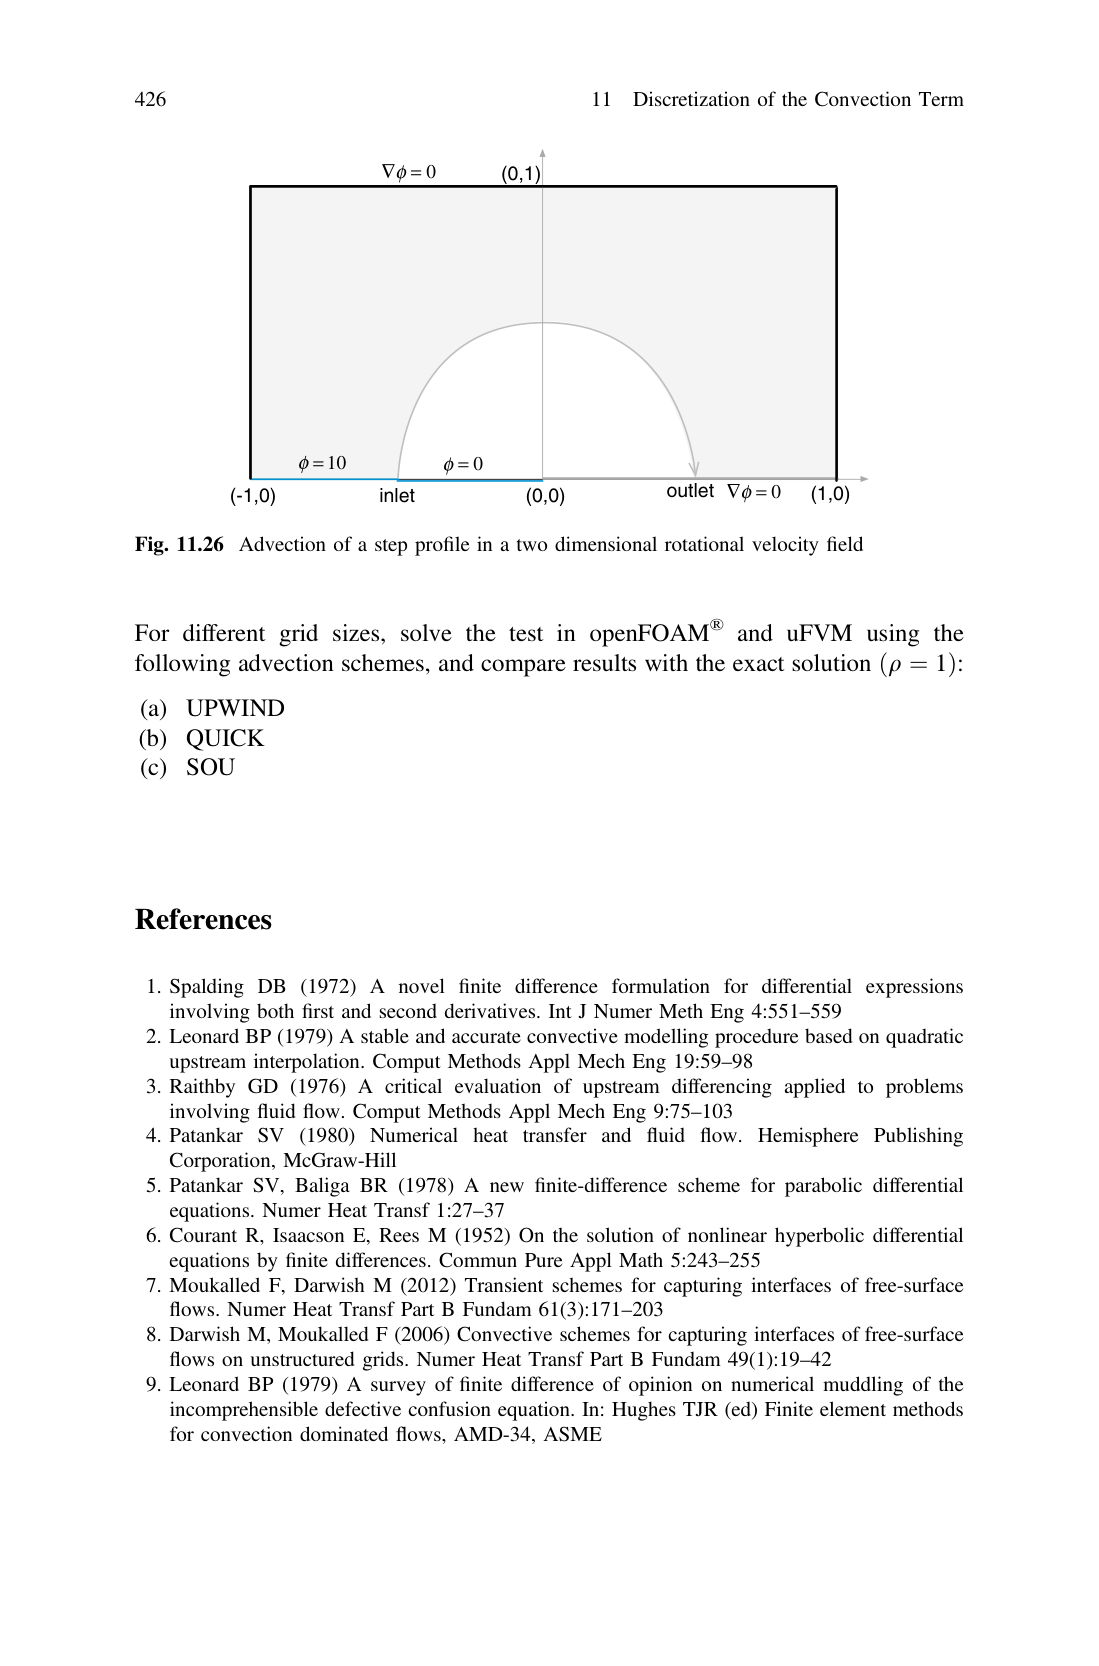 426
11 Discretization of the Convection Term
∇ϕ = 0
(0,1)
ϕ = 10
ϕ = 0
(-1,0)
inlet
(0,0)
outlet
∇ϕ = 0
(1,0)
Fig. 11.26 Advection of a step profile in a two dimensional rotational velocity field
For different grid sizes, solve the test in openFOAM® and uFVM using the
following advection schemes, and compare results with the exact solution (ρ = 1):
(a) UPWIND
(b) QUICK
(c) SOU
References
1. Spalding DB (1972) A novel finite difference formulation for differential expressions
involving both first and second derivatives. Int J Numer Meth Eng 4:551–559
2. Leonard BP (1979) A stable and accurate convective modelling procedure based on quadratic
upstream interpolation. Comput Methods Appl Mech Eng 19:59–98
3. Raithby GD (1976) A critical evaluation of upstream differencing applied to problems
involving fluid flow. Comput Methods Appl Mech Eng 9:75–103
4. Patankar SV (1980) Numerical heat transfer and fluid flow. Hemisphere Publishing
Corporation, McGraw-Hill
5. Patankar SV, Baliga BR (1978) A new finite-difference scheme for parabolic differential
equations. Numer Heat Transf 1:27–37
6. Courant R, Isaacson E, Rees M (1952) On the solution of nonlinear hyperbolic differential
equations by finite differences. Commun Pure Appl Math 5:243–255
7. Moukalled F, Darwish M (2012) Transient schemes for capturing interfaces of free-surface
flows. Numer Heat Transf Part B Fundam 61(3):171–203
8. Darwish M, Moukalled F (2006) Convective schemes for capturing interfaces of free-surface
flows on unstructured grids. Numer Heat Transf Part B Fundam 49(1):19–42
9. Leonard BP (1979) A survey of finite difference of opinion on numerical muddling of the
incomprehensible defective confusion equation. In: Hughes TJR (ed) Finite element methods
for convection dominated flows, AMD-34, ASME